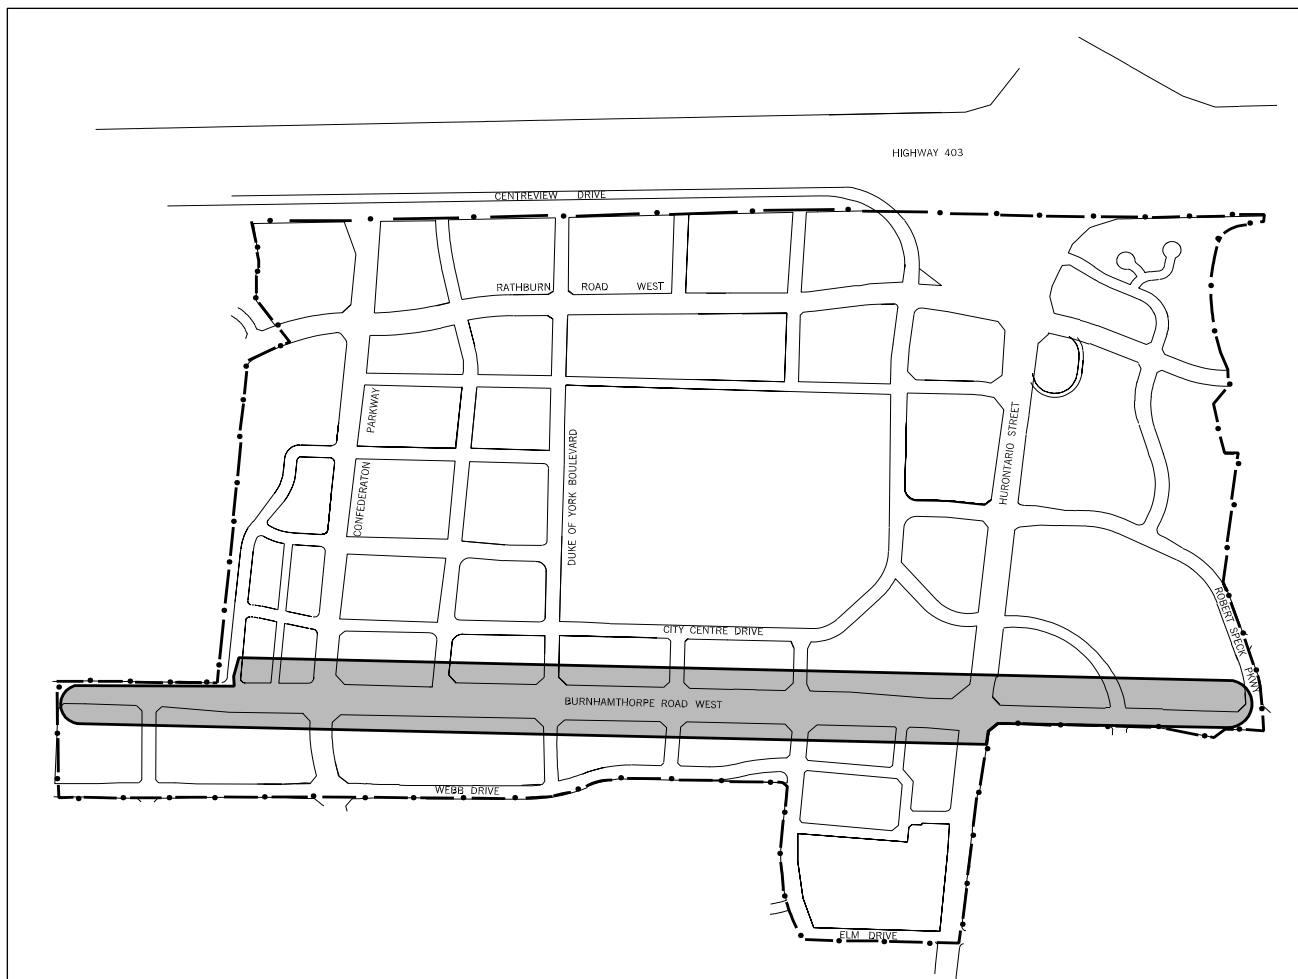 HIGHWAY 403
CENTREVIEW DRIVE
RATHBURN ROAD WEST
PARKWAY
CONFEDERATON
DUKE OF YORK BOULEVARD
HURONTARIO STREET
ROBERT SPECK PKWY
CITY CENTRE DRIVE
BURNHAMTHORPE ROAD WEST
WEBB DRIVE
ELM DRIVE